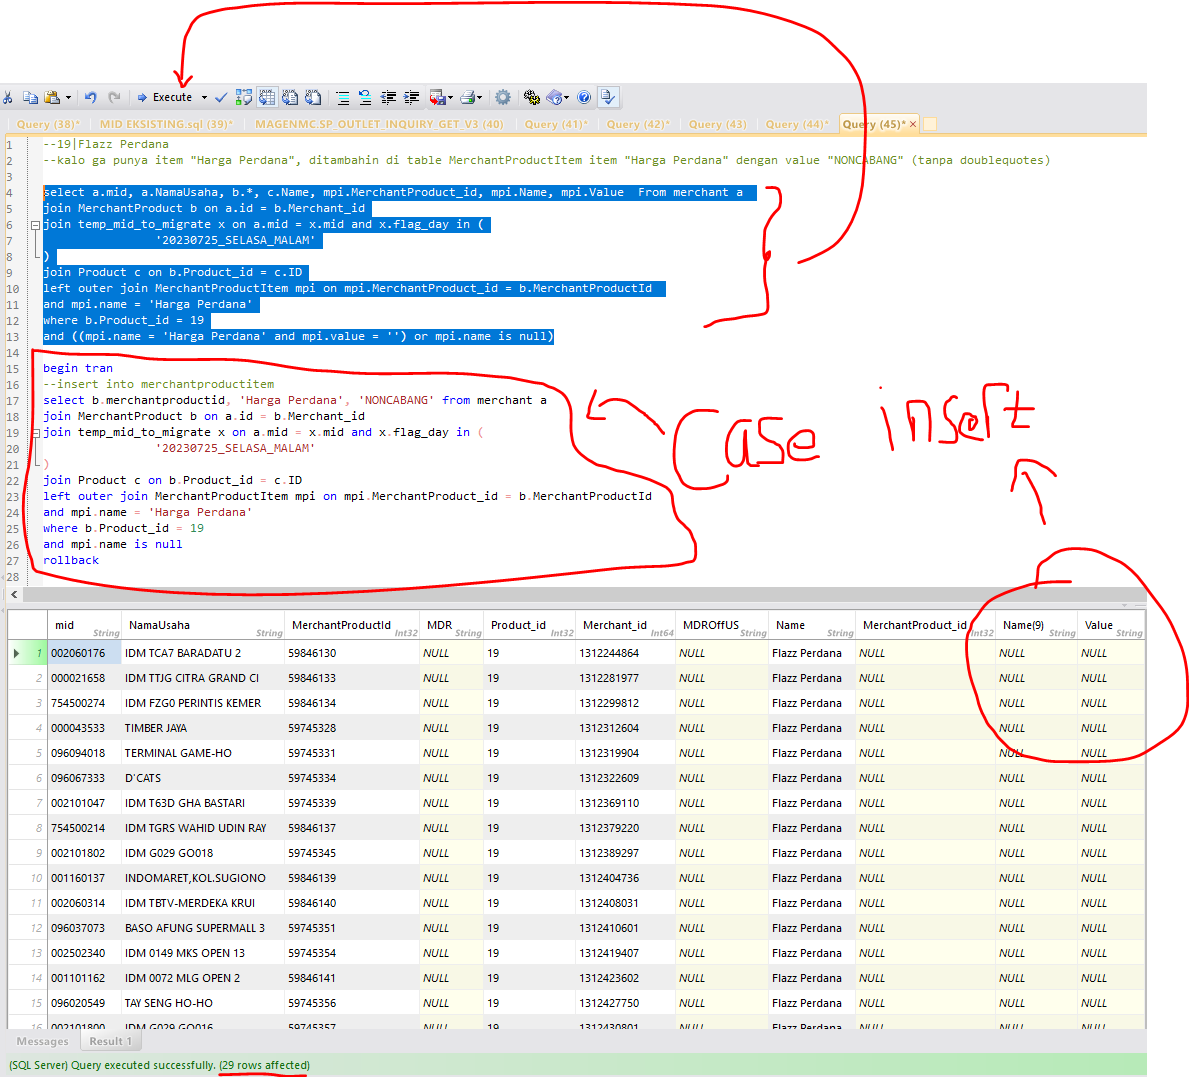 Execute
Query (38)* MID EKSISTING.sql (39)* MAGENMC.SP_OUTLET_INQUIRY_GET_V3 (40) Query (41)* Query (42)* Query (43) Query (44)* Query (45)* ×
1 --19|Flazz Perdana
2 --kalo ga punya item "Harga Perdana", ditambahin di table MerchantProductItem item "Harga Perdana" dengan value "NONCABANG" (tanpa doublequotes)
3
4 select a.mid, a.NamaUsaha, b.*, c.Name, mpi.MerchantProduct_id, mpi.Name, mpi.Value From merchant a
5 join MerchantProduct b on a.id = b.Merchant_id
6 join temp_mid_to_migrate x on a.mid = x.mid and x.flag_day in (
7 '20230725_SELASA_MALAM'
8 )
9 join Product c on b.Product_id = c.ID
10 left outer join MerchantProductItem mpi on mpi.MerchantProduct_id = b.MerchantProductId
11 and mpi.name = 'Harga Perdana'
12 where b.Product_id = 19
13 and ((mpi.name = 'Harga Perdana' and mpi.value = '') or mpi.name is null)
14
15 begin tran
16 --insert into merchantproductitem
17 select b.merchantproductid, 'Harga Perdana', 'NONCABANG' from merchant a
18 join MerchantProduct b on a.id = b.Merchant_id
19 join temp_mid_to_migrate x on a.mid = x.mid and x.flag_day in (
20 '20230725_SELASA_MALAM'
21 )
22 join Product c on b.Product_id = c.ID
23 left outer join MerchantProductItem mpi on mpi.MerchantProduct_id = b.MerchantProductId
24 and mpi.name = 'Harga Perdana'
25 where b.Product_id = 19
26 and mpi.name is null
27 rollback
28
Case insert
mid String NamaUsaha String MerchantProductId Int32 MDR String Product_id Int32 Merchant_id Int64 MDROffUS String Name String MerchantProduct_id Int32 Name(9) String Value String
1 002060176 IDM TCA7 BARADATU 2 59846130 NULL 19 1312244864 NULL Flazz Perdana NULL NULL NULL
2 000021658 IDM TTJG CITRA GRAND CI 59846133 NULL 19 1312281977 NULL Flazz Perdana NULL NULL NULL
3 754500274 IDM FZG0 PERINTIS KEMER 59846134 NULL 19 1312299812 NULL Flazz Perdana NULL NULL NULL
4 000043533 TIMBER JAYA 59745328 NULL 19 1312312604 NULL Flazz Perdana NULL NULL NULL
5 096094018 TERMINAL GAME-HO 59745331 NULL 19 1312319904 NULL Flazz Perdana NULL NULL NULL
6 096067333 D'CATS 59745334 NULL 19 1312322609 NULL Flazz Perdana NULL NULL NULL
7 002101047 IDM T63D GHA BASTARI 59745339 NULL 19 1312369110 NULL Flazz Perdana NULL NULL NULL
8 754500214 IDM TGRS WAHID UDIN RAY 59846137 NULL 19 1312379220 NULL Flazz Perdana NULL NULL NULL
9 002101802 IDM G029 GO018 59745345 NULL 19 1312389297 NULL Flazz Perdana NULL NULL NULL
10 001160137 INDOMARET,KOL.SUGIONO 59846139 NULL 19 1312404736 NULL Flazz Perdana NULL NULL NULL
11 002060314 IDM TBTV-MERDEKA KRUI 59846140 NULL 19 1312408031 NULL Flazz Perdana NULL NULL NULL
12 096037073 BASO AFUNG SUPERMALL 3 59745351 NULL 19 1312410601 NULL Flazz Perdana NULL NULL NULL
13 002502340 IDM 0149 MKS OPEN 13 59745354 NULL 19 1312419407 NULL Flazz Perdana NULL NULL NULL
14 001101162 IDM 0072 MLG OPEN 2 59846141 NULL 19 1312423602 NULL Flazz Perdana NULL NULL NULL
15 096020549 TAY SENG HO-HO 59745356 NULL 19 1312427750 NULL Flazz Perdana NULL NULL NULL
16 002101800 IDM G029 GO016 59745357 NULL 19 1312430801 NULL Flazz Perdana NULL NULL NULL
Messages Result 1
(SQL Server) Query executed successfully. (29 rows affected)